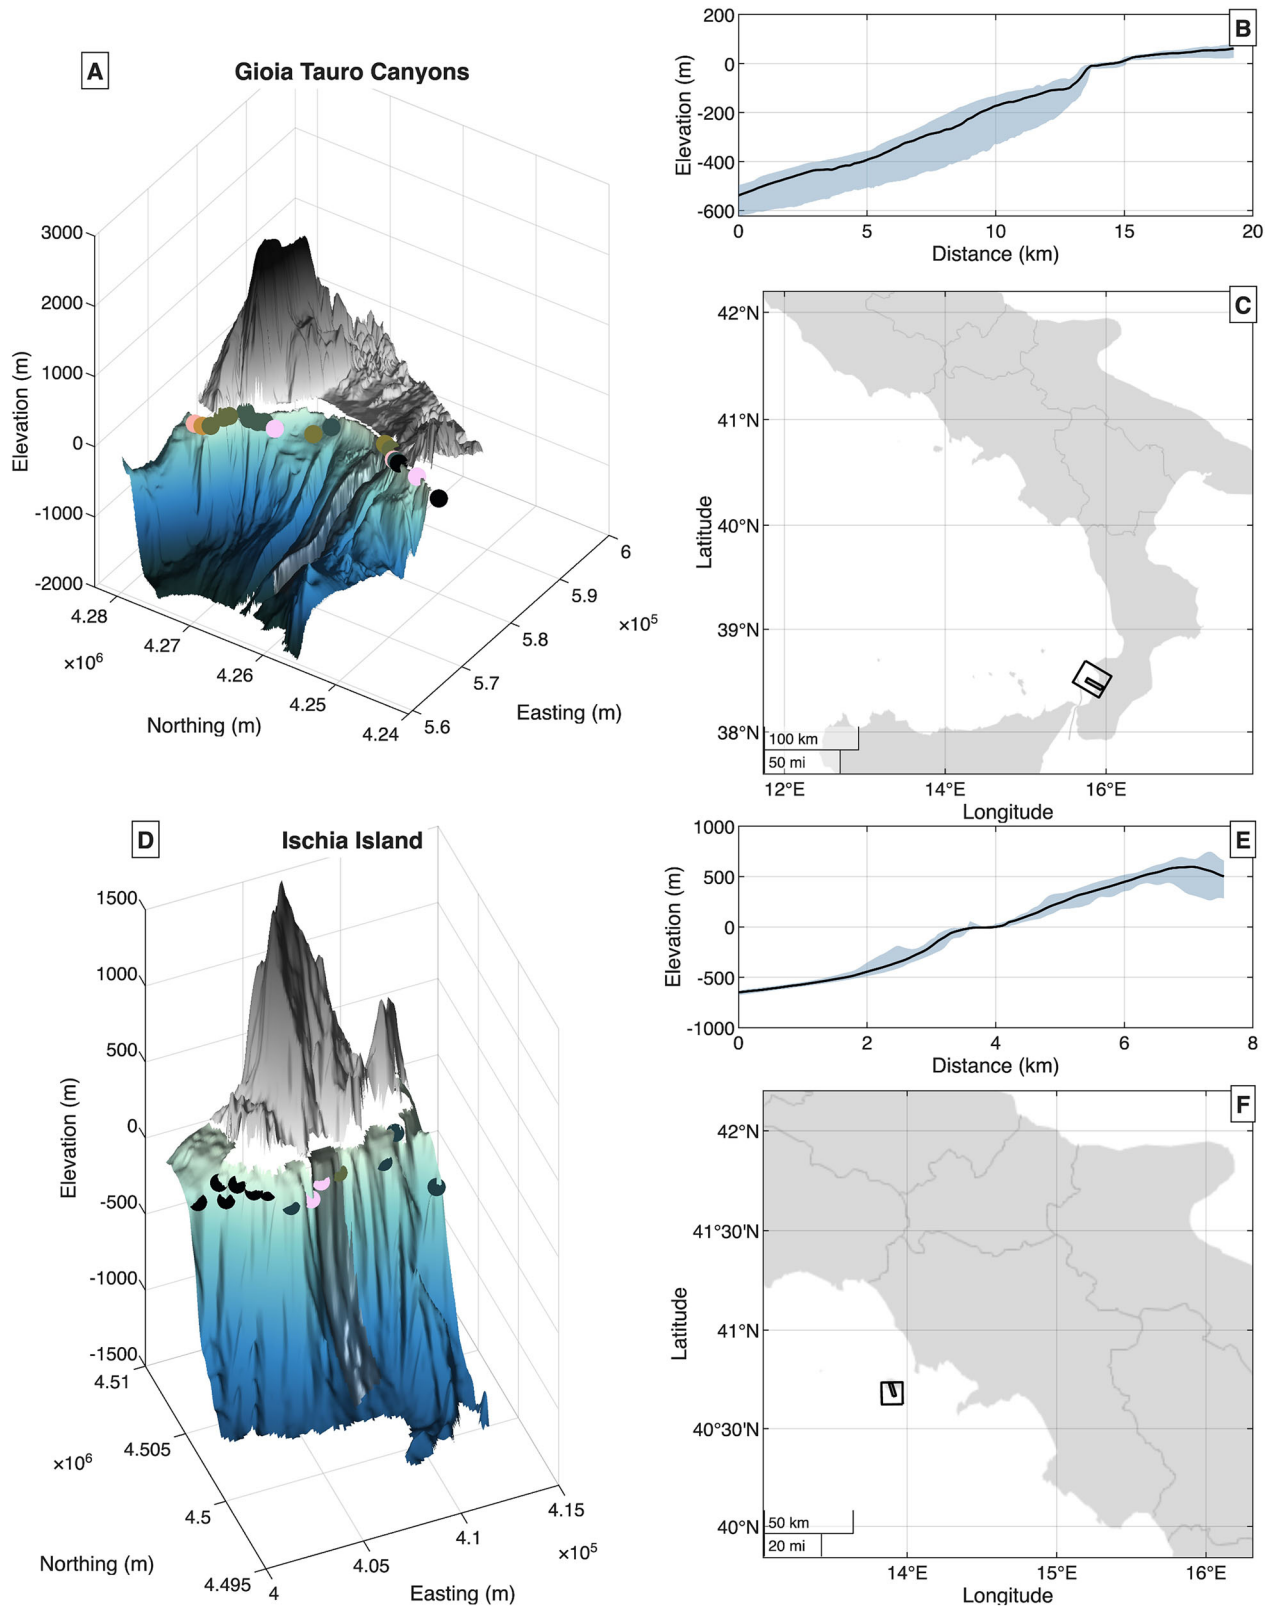 A
Gioia Tauro Canyons
3000
2000
1000
0
-1000
-2000
Elevation (m)
4.28
4.27
4.26
4.25
4.24
×10⁶
Northing (m)
5.6
5.7
5.8
5.9
6
×10⁵
Easting (m)
B
200
0
-200
-400
-600
Elevation (m)
0 5 10 15 20
Distance (km)
C
42°N
41°N
40°N
39°N
38°N
Latitude
100 km
50 mi
12°E 14°E 16°E
Longitude
D
Ischia Island
1500
1000
500
0
-500
-1000
-1500
Elevation (m)
4.51
4.505
4.5
4.495
×10⁶
Northing (m)
4
4.05
4.1
4.15
×10⁵
Easting (m)
E
1000
500
0
-500
-1000
Elevation (m)
0 2 4 6 8
Distance (km)
F
42°N
41°30'N
41°N
40°30'N
40°N
Latitude
50 km
20 mi
14°E 15°E 16°E
Longitude